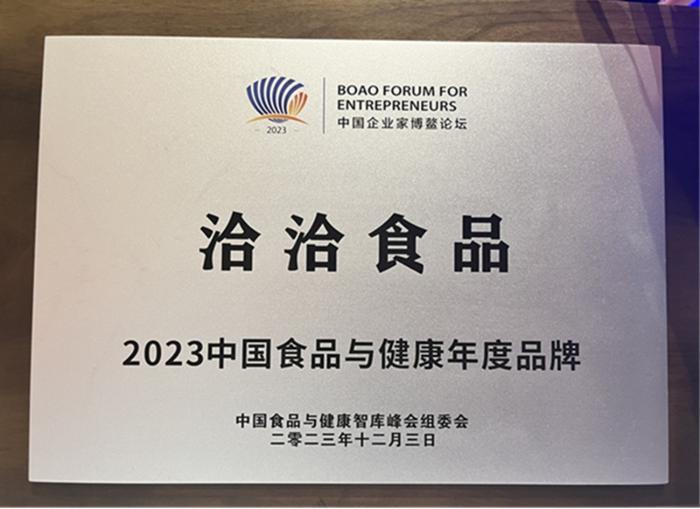 BOAO FORUM FOR
ENTREPRENEURS
中国企业家博鳌论坛
2023
洽洽食品
2023中国食品与健康年度品牌
中国食品与健康智库峰会组委会
二零二三年十二月三日